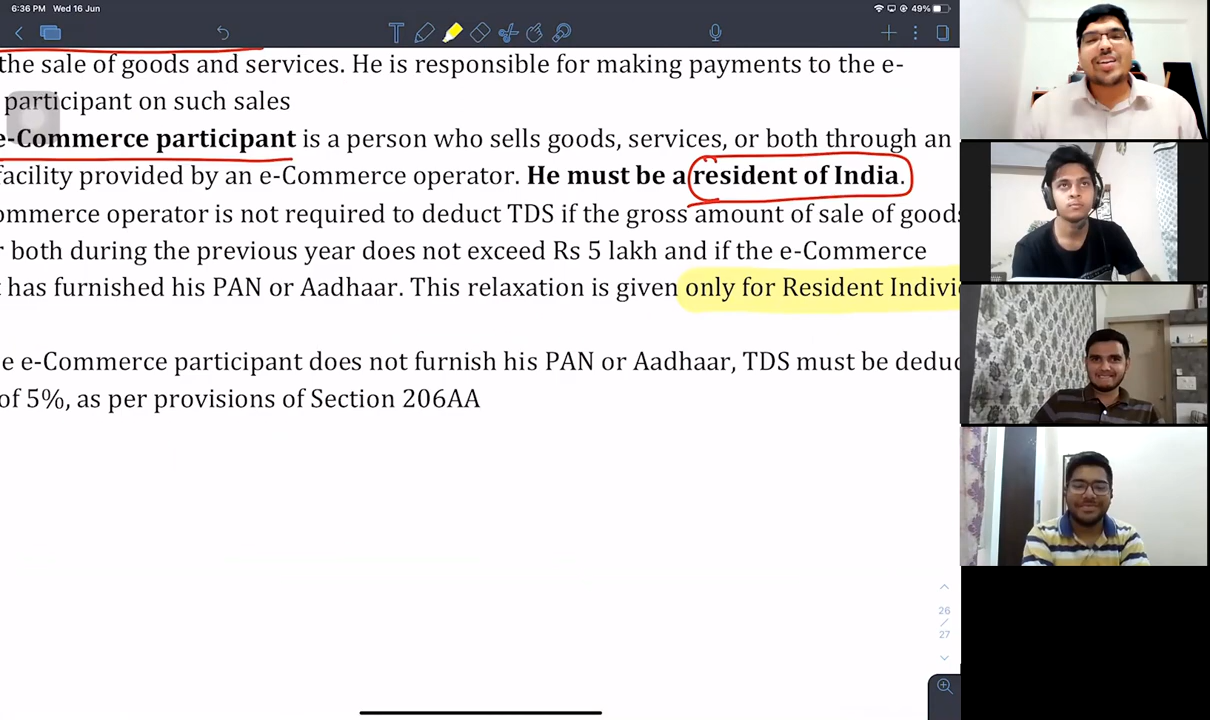 6:36 PM Wed 16 Jun
49%
the sale of goods and services. He is responsible for making payments to the e-
participant on such sales
e-Commerce participant is a person who sells goods, services, or both through an
facility provided by an e-Commerce operator. He must be a resident of India.
ommerce operator is not required to deduct TDS if the gross amount of sale of goods
r both during the previous year does not exceed Rs 5 lakh and if the e-Commerce
t has furnished his PAN or Aadhaar. This relaxation is given only for Resident Indivi
e e-Commerce participant does not furnish his PAN or Aadhaar, TDS must be deduc
of 5%, as per provisions of Section 206AA
26
/
27